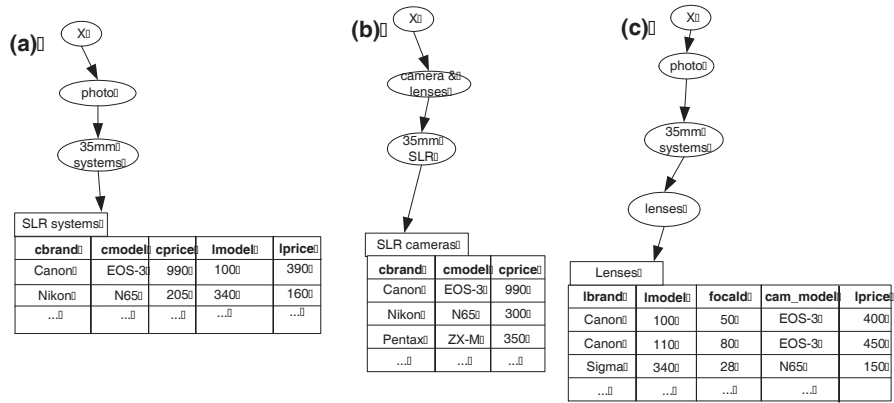 (a)
X
photo
35mm
systems
SLR systems
cbrand cmodel cprice lmodel lprice
Canon EOS-3 990 100 390
Nikon N65 205 340 160
... ... ... ... ...
(b)
X
camera &
lenses
35mm
SLR
SLR cameras
cbrand cmodel cprice
Canon EOS-3 990
Nikon N65 300
Pentax ZX-M 350
... ... ...
(c)
X
photo
35mm
systems
lenses
Lenses
lbrand lmodel focald cam_model lprice
Canon 100 50 EOS-3 400
Canon 110 80 EOS-3 450
Sigma 340 28 N65 150
... ... ... ...